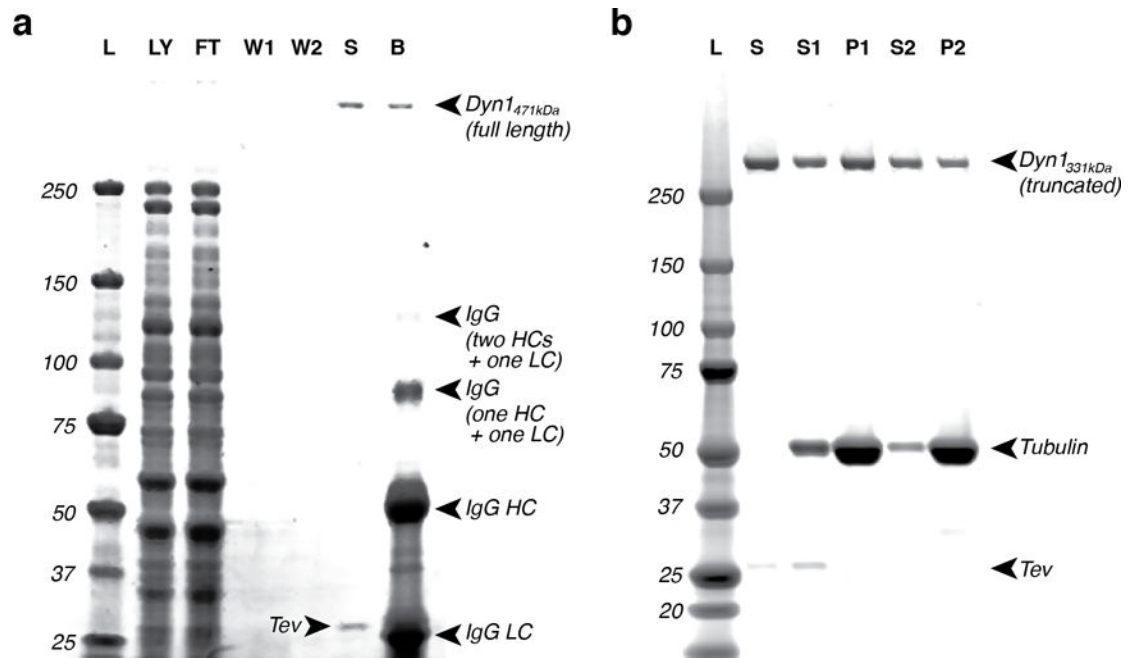 a
L LY FT W1 W2 S B
Dyn1471kDa
(full length)
250
150
IgG
(two HCs
+ one LC)
100
IgG
(one HC
+ one LC)
75
50
IgG HC
37
Tev
25
IgG LC
b
L S S1 P1 S2 P2
Dyn1331kDa
(truncated)
250
150
100
75
50
Tubulin
37
25
Tev
20